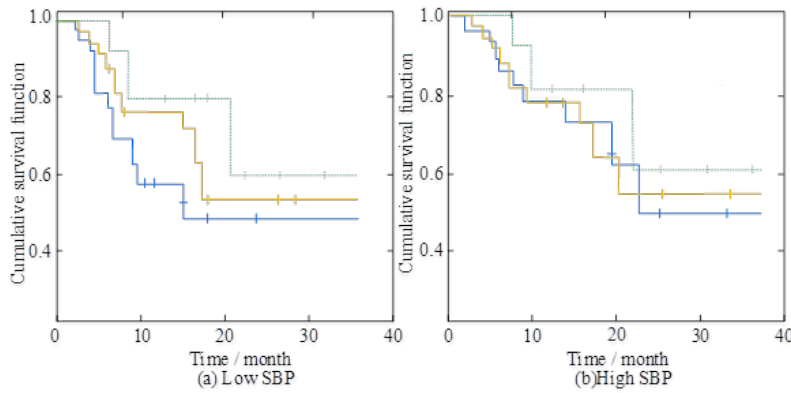 1.0
0.8
0.6
0.4
Cumulative survival function
0 10 20 30 40
Time / month
(a) Low SBP
1.0
0.8
0.6
0.4
Cumulative survival function
0 10 20 30 40
Time / month
(b)High SBP